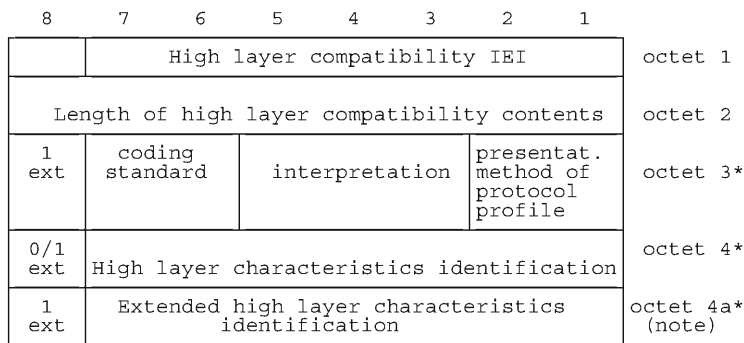 8 7 6 5 4 3 2 1
High layer compatibility IEI octet 1
Length of high layer compatibility contents octet 2
1 coding presentat.
ext standard interpretation method of octet 3*
protocol
profile
0/1 octet 4*
ext High layer characteristics identification
1 Extended high layer characteristics octet 4a*
ext identification (note)